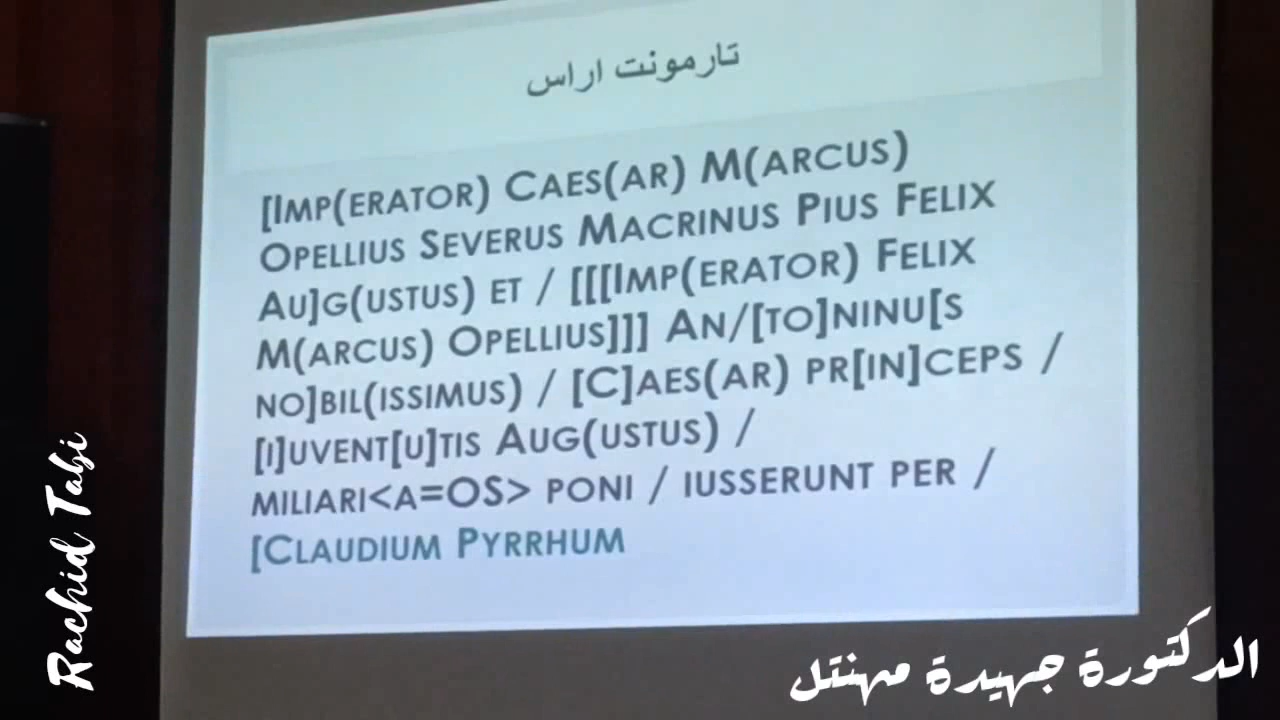 تارمونت اراس
[IMP(ERATOR) CAES(AR) M(ARCUS)
OPELLIUS SEVERUS MACRINUS PIUS FELIX
AU]G(USTUS) ET / [[[IMP(ERATOR) FELIX
M(ARCUS) OPELLIUS]]] AN/[TO]NINU[S
NO]BIL(ISSIMUS) / [C]AES(AR) PR[IN]CEPS /
[I]UVENT[U]TIS AUG(USTUS) /
MILIARI<A=OS> PONI / IUSSERUNT PER /
[CLAUDIUM PYRRHUM
Rachid Tabi
الدكتورة جهيدة مهنتل